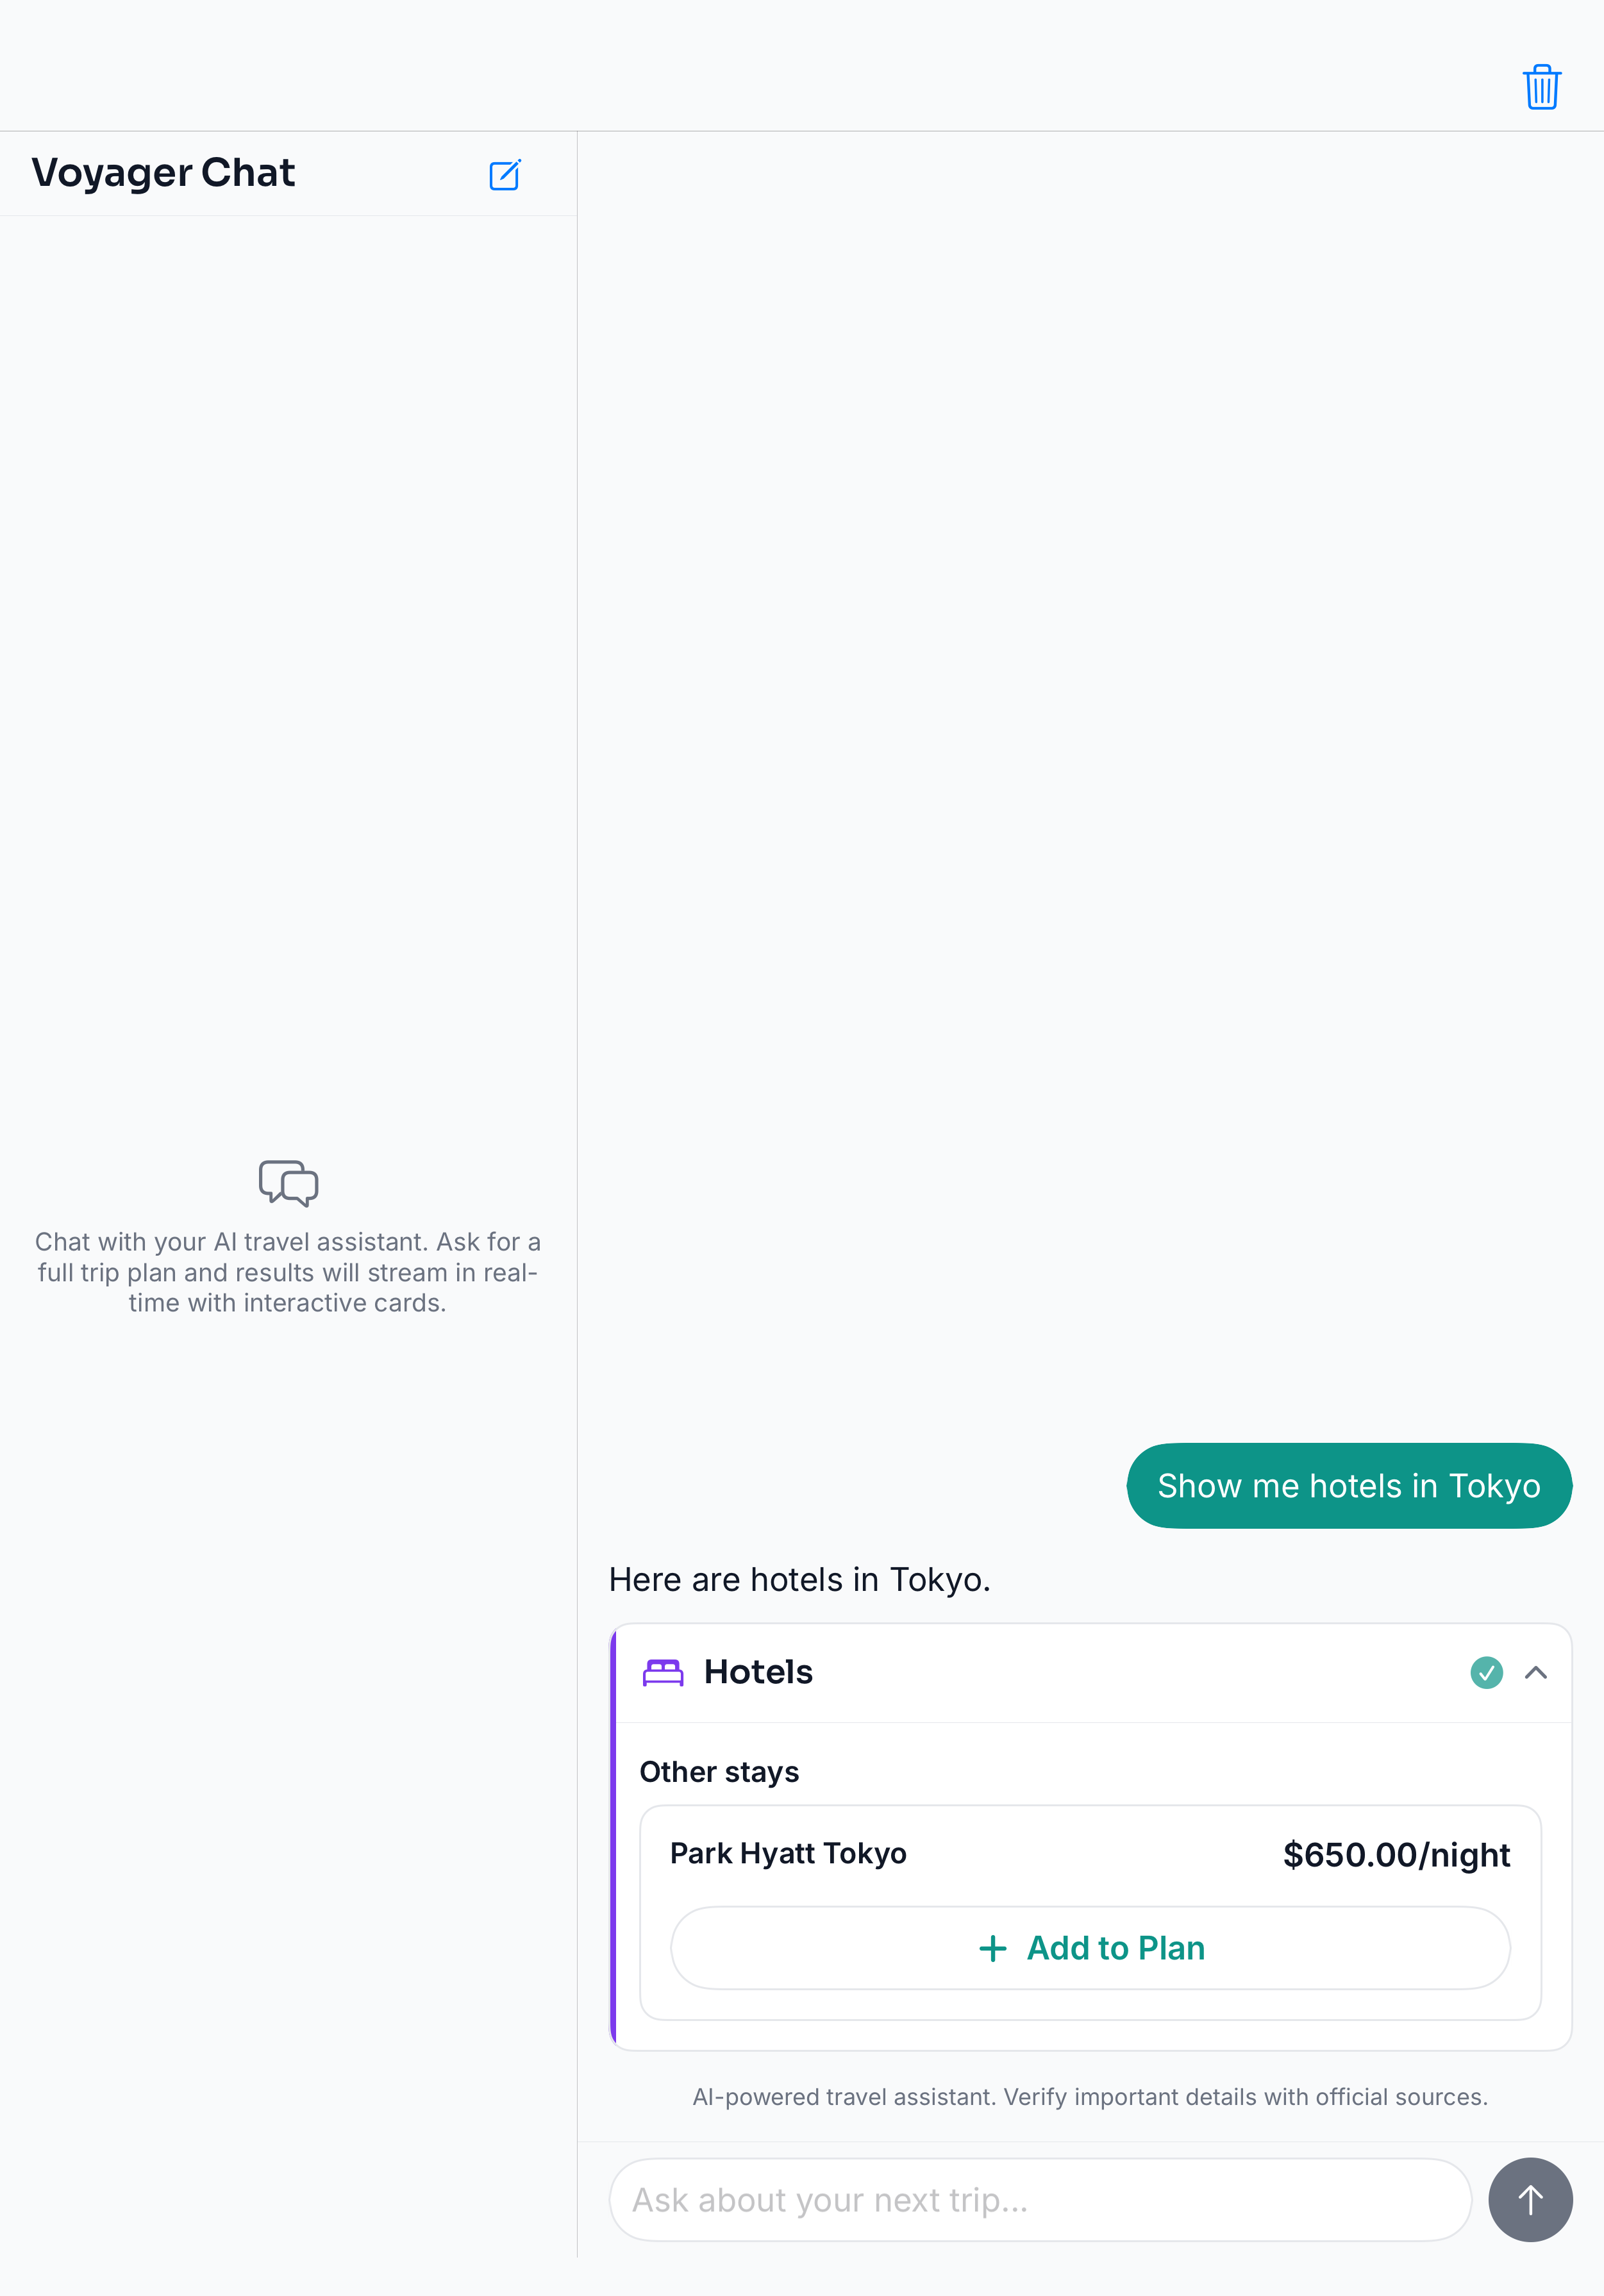 Voyager Chat
Chat with your AI travel assistant. Ask for a
full trip plan and results will stream in real-
time with interactive cards.
Show me hotels in Tokyo
Here are hotels in Tokyo.
Hotels
Other stays
Park Hyatt Tokyo
$650.00/night
Add to Plan
AI-powered travel assistant. Verify important details with official sources.
Ask about your next trip...